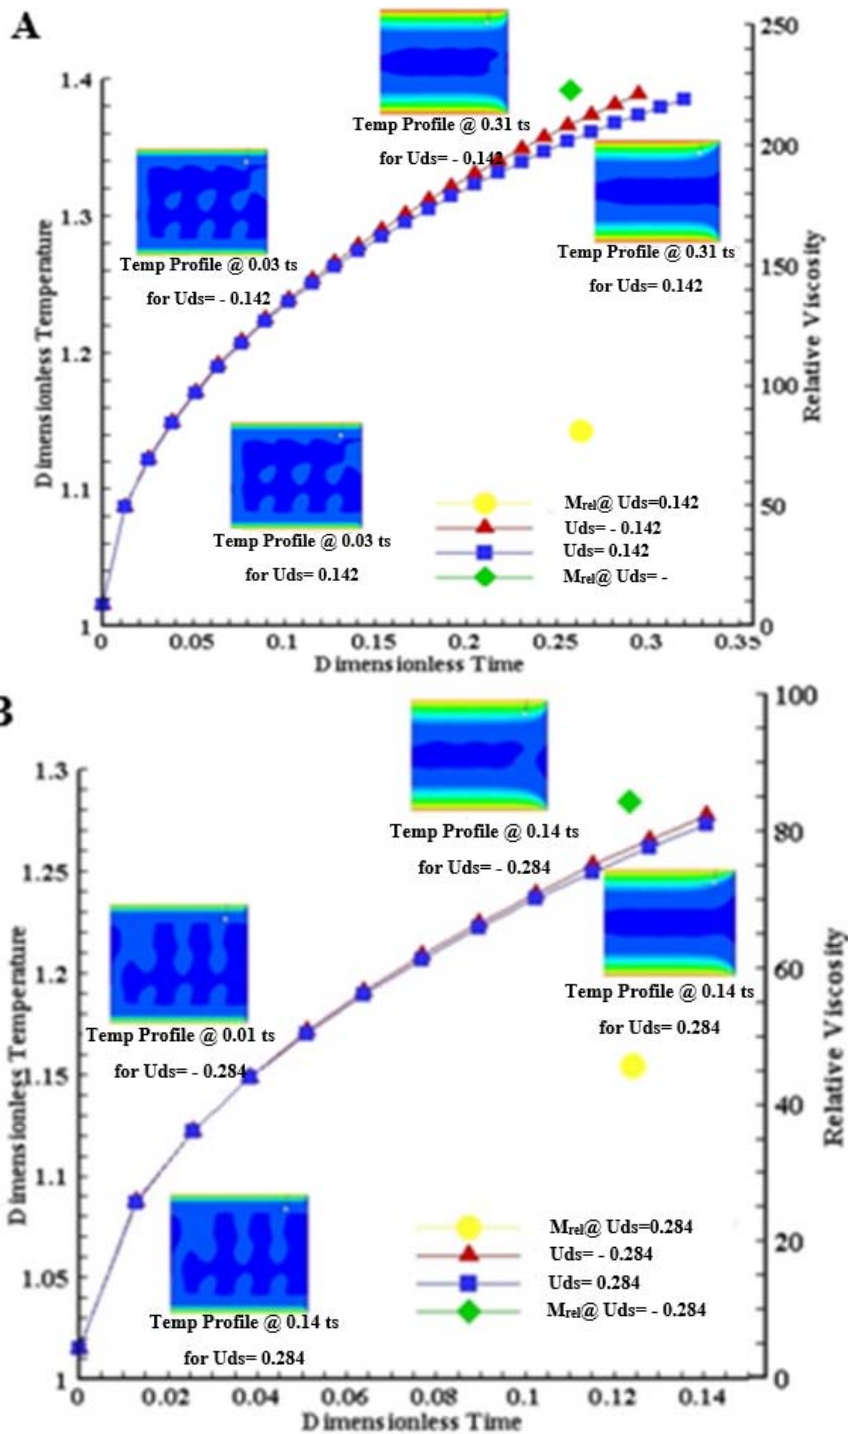 A
250
1.4
Temp Profile @ 0.31 ts
for Uds= - 0.142
200
1.3
Temp Profile @ 0.03 ts
for Uds= - 0.142
Temp Profile @ 0.31 ts
for Uds= 0.142
150
Dimensionless Temperature
Relative Viscosity
1.2
100
1.1
Temp Profile @ 0.03 ts
for Uds= 0.142
50
Mrel@ Uds=0.142
Uds= - 0.142
Uds= 0.142
Mrel@ Uds= -
1
0
0 0.05 0.1 0.15 0.2 0.25 0.3 0.35
Dimensionless Time
B
100
1.3
Temp Profile @ 0.14 ts
for Uds= - 0.284
80
1.25
Dimensionless Temperature
Relative Viscosity
1.2
60
Temp Profile @ 0.14 ts
for Uds= 0.284
Temp Profile @ 0.01 ts
for Uds= - 0.284
1.15
40
1.1
Mrel@ Uds=0.284
Uds= - 0.284
Uds= 0.284
Mrel@ Uds= - 0.284
20
1.05
Temp Profile @ 0.14 ts
for Uds= 0.284
1
0
0 0.02 0.04 0.06 0.08 0.1 0.12 0.14
Dimensionless Time